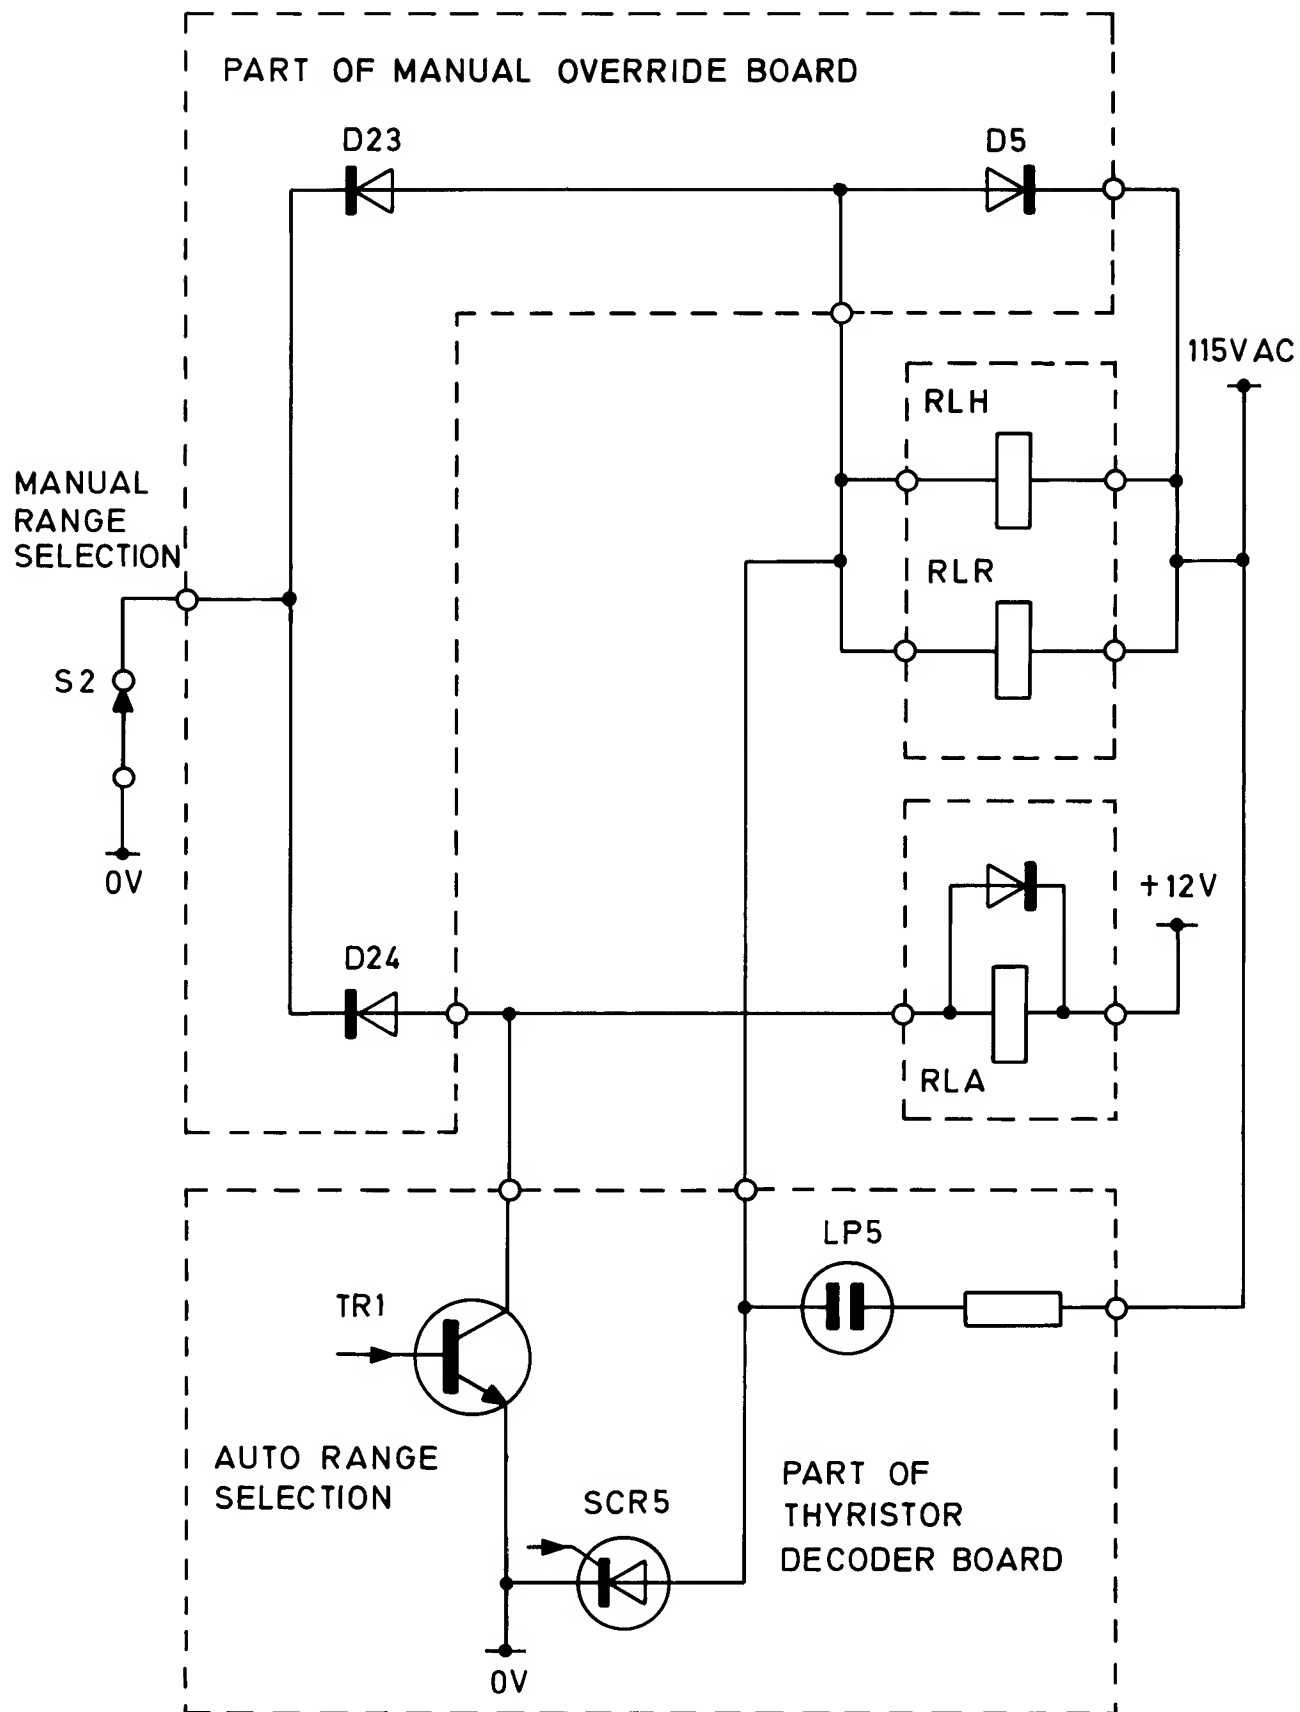 PART OF MANUAL OVERRIDE BOARD
D23
D5
115V AC
RLH
MANUAL
RANGE
SELECTION
RLR
S2
0V
+12V
D24
RLA
LP5
TR1
AUTO RANGE
SELECTION
SCR5
PART OF
THYRISTOR
DECODER BOARD
0V